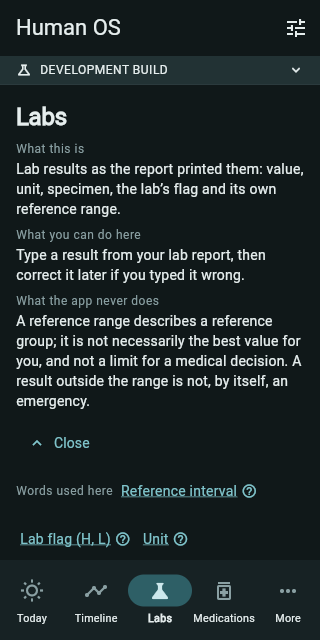 Human OS
DEVELOPMENT BUILD
Labs
What this is
Lab results as the report printed them: value,
unit, specimen, the lab's flag and its own
reference range.
What you can do here
Type a result from your lab report, then
correct it later if you typed it wrong.
What the app never does
A reference range describes a reference
group; it is not necessarily the best value for
you, and not a limit for a medical decision. A
result outside the range is not, by itself, an
emergency.
Close
Words used here Reference interval ?
Lab flag (H, L) ? Unit ?
Today Timeline Labs Medications More